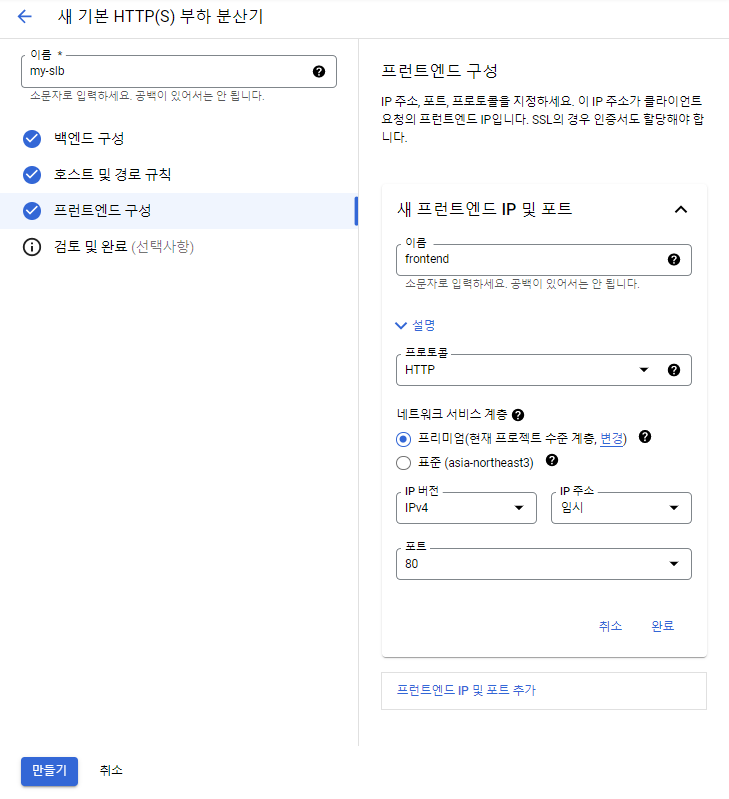 새 기본 HTTP(S) 부하 분산기
이름 *
my-slb
소문자로 입력하세요. 공백이 있어서는 안 됩니다.
백엔드 구성
호스트 및 경로 규칙
프런트엔드 구성
검토 및 완료 (선택사항)
프런트엔드 구성
IP 주소, 포트, 프로토콜을 지정하세요. 이 IP 주소가 클라이언트
요청의 프런트엔드 IP입니다. SSL의 경우 인증서도 할당해야 합
니다.
새 프런트엔드 IP 및 포트
이름
frontend
소문자로 입력하세요. 공백이 있어서는 안 됩니다.
설명
프로토콜
HTTP
네트워크 서비스 계층
프리미엄(현재 프로젝트 수준 계층, 변경)
표준 (asia-northeast3)
IP 버전
IPv4
IP 주소
임시
포트
80
취소
완료
프런트엔드 IP 및 포트 추가
만들기
취소